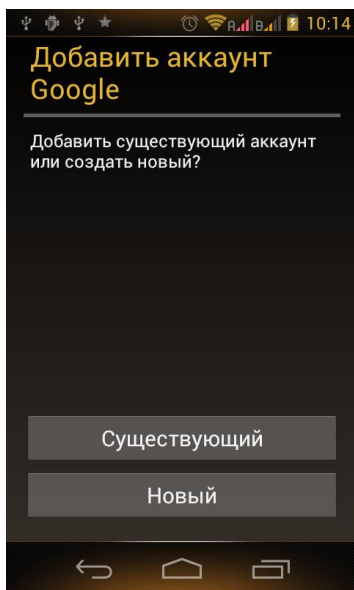 A B 10:14
Добавить аккаунт
Google
Добавить существующий аккаунт
или создать новый?
Существующий
Новый